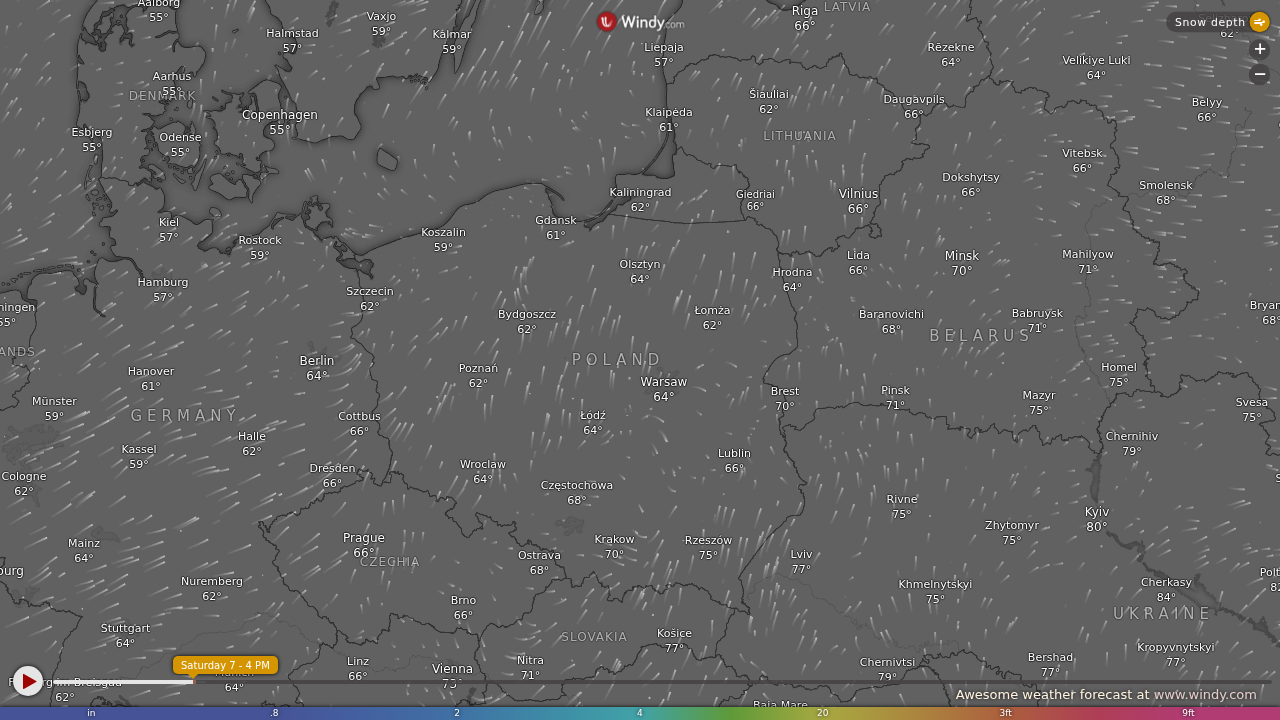 Aalborg
55°
Vaxjo
59°
Windy.com
Riga
66°
LATVIA
Snow depth
62°
Halmstad
57°
Kalmar
59°
Liepaja
57°
Rēzekne
64°
+
Velikiye Luki
64°
−
Aarhus
55°
DENMARK
Šiauliai
62°
Daugavpils
66°
Belyy
66°
Copenhagen
55°
Klaipėda
61°
Esbjerg
55°
Odense
55°
LITHUANIA
Vitebsk
66°
Dokshytsy
66°
Smolensk
68°
Kaliningrad
62°
Giedriai
66°
Vilnius
66°
Kiel
57°
Gdansk
61°
Koszalin
59°
Rostock
59°
Lida
66°
Minsk
70°
Mahilyow
71°
Olsztyn
64°
Hrodna
64°
Hamburg
57°
Szczecin
62°
Bydgoszcz
62°
Łomża
62°
Baranovichi
68°
Babruysk
71°
68°
BELARUS
POLAND
Berlin
64°
Hanover
61°
Poznań
62°
Warsaw
64°
Brest
70°
Pinsk
71°
Homel
75°
Mazyr
75°
Svesa
75°
Münster
59°
GERMANY
Cottbus
66°
Łódź
64°
Halle
62°
Chernihiv
79°
Kassel
59°
Lublin
66°
Dresden
66°
Wroclaw
64°
Cologne
62°
Częstochowa
68°
Rivne
75°
Kyiv
80°
Zhytomyr
75°
Prague
66°
Mainz
64°
Krakow
70°
Rzeszów
75°
Ostrava
68°
Lviv
77°
CZECHIA
Nuremberg
62°
Khmelnytskyi
75°
Cherkasy
84°
Brno
66°
UKRAINE
Stuttgart
64°
SLOVAKIA
Košice
77°
Kropyvnytskyi
77°
Saturday 7 - 4 PM
Linz
66°
Vienna
73°
Nitra
71°
Chernivtsi
79°
Bershad
77°
64°
62°
Awesome weather forecast at www.windy.com
Baia Mare
in .8 2 4 20 3ft 9ft